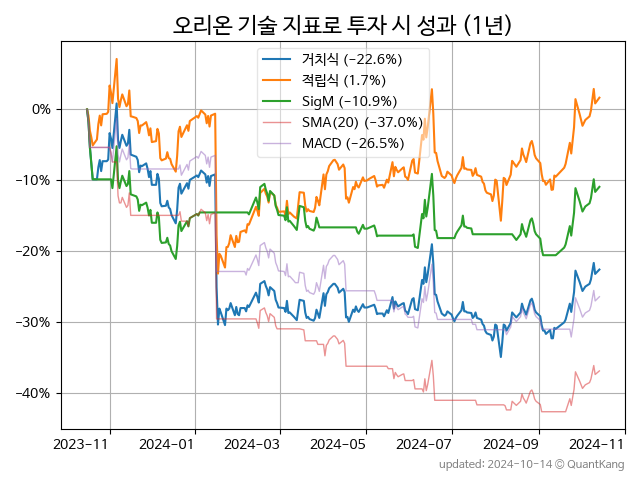 오리온 기술 지표로 투자 시 성과 (1년)
거치식 (−22.6%)
적립식 (1.7%)
SigM (−10.9%)
SMA(20) (−37.0%)
MACD (−26.5%)
0%
−10%
−20%
−30%
−40%
2023-11 2024-01 2024-03 2024-05 2024-07 2024-09 2024-11
updated: 2024-10-14 © QuantKang